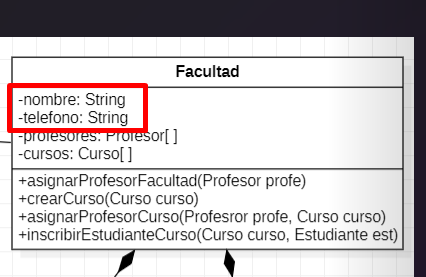 Facultad
-nombre: String
-telefono: String
-profesores: Profesor[ ]
-cursos: Curso[ ]
+asignarProfesorFacultad(Profesor profe)
+crearCurso(Curso curso)
+asignarProfesorCurso(Profesror profe, Curso curso)
+inscribirEstudianteCurso(Curso curso, Estudiante est)